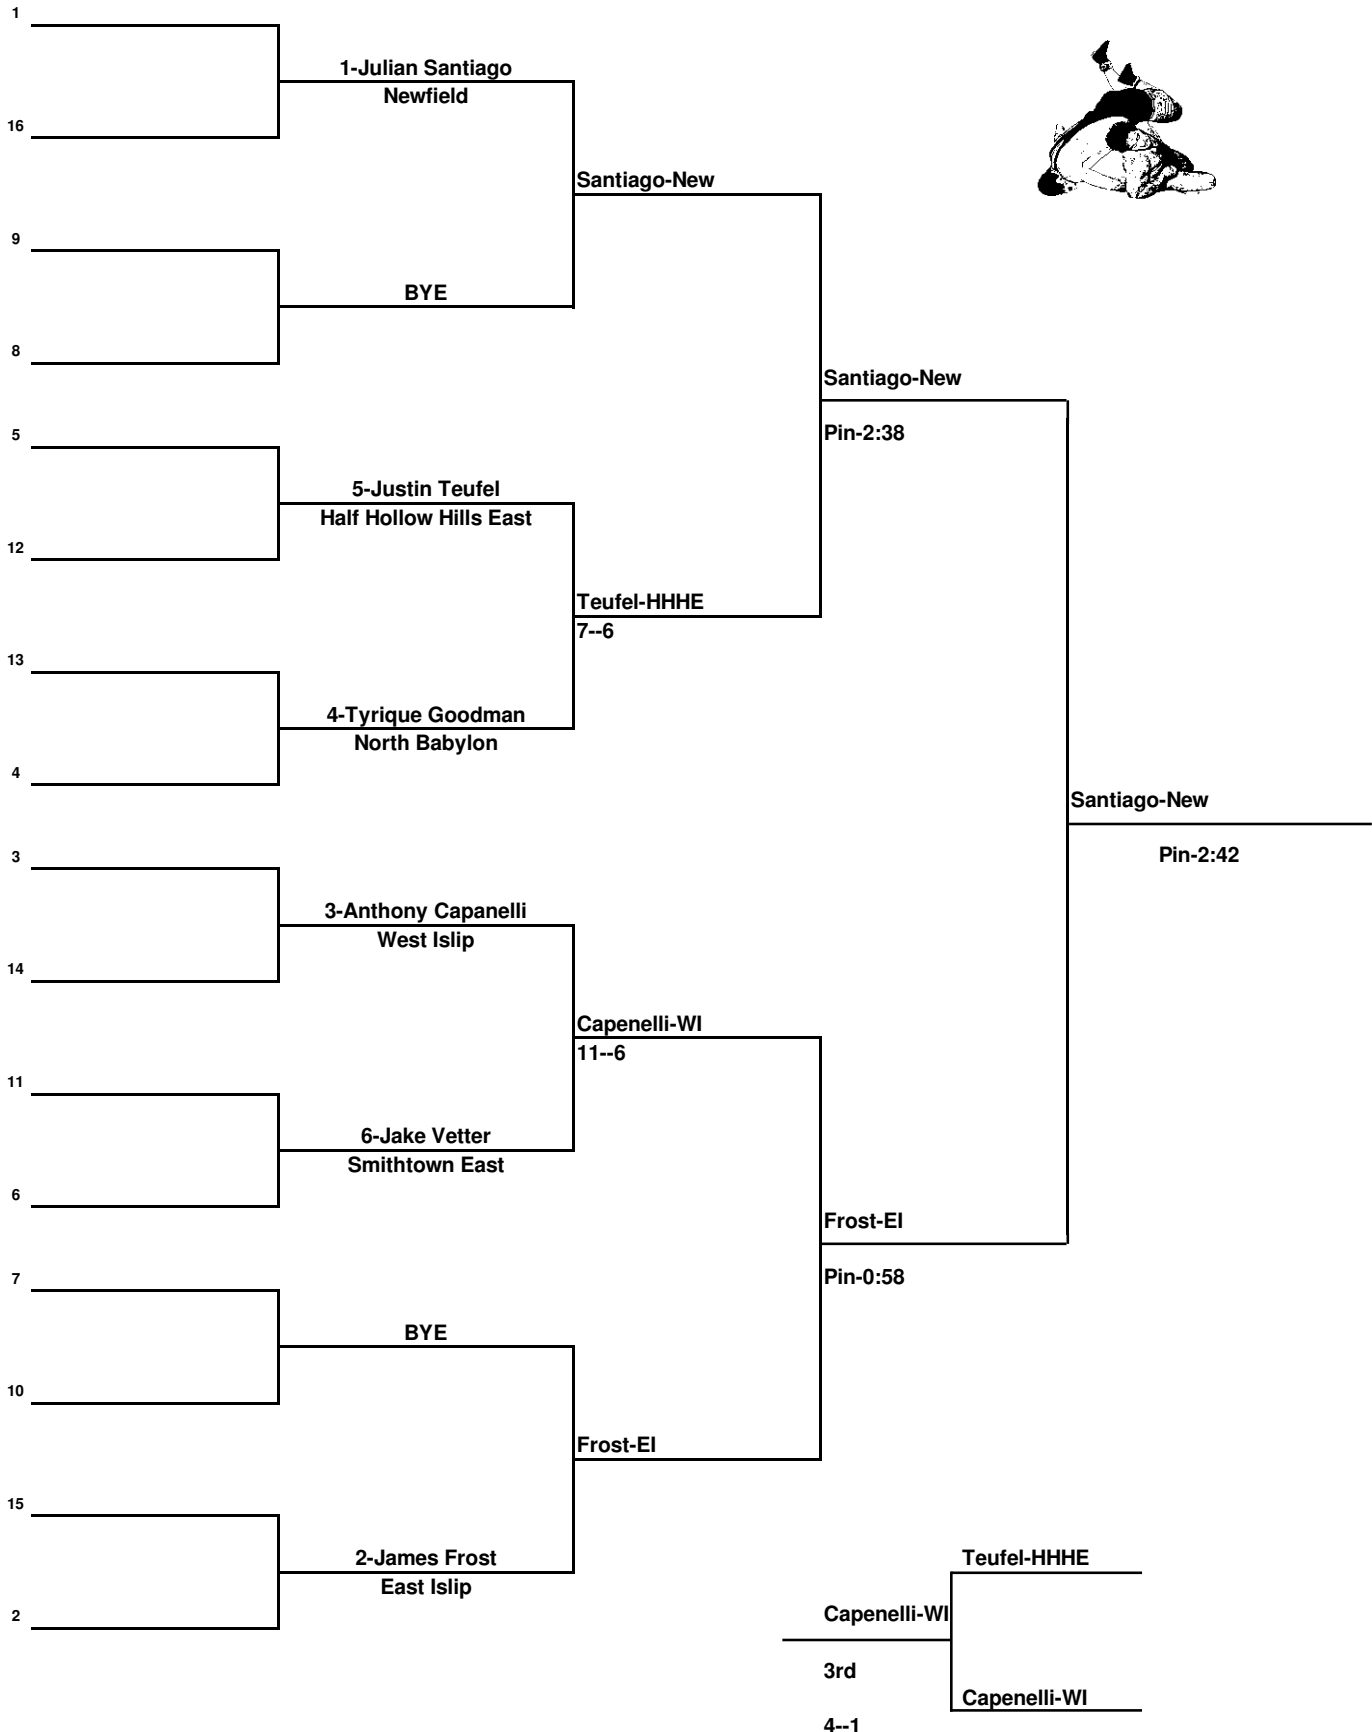 1
1-Julian Santiago
Newfield
16
Santiago-New
9
BYE
8
Santiago-New
5
Pin-2:38
5-Justin Teufel
Half Hollow Hills East
12
Teufel-HHHE
7--6
13
4-Tyrique Goodman
North Babylon
4
Santiago-New
3
Pin-2:42
3-Anthony Capanelli
West Islip
14
Capenelli-WI
11--6
11
6-Jake Vetter
Smithtown East
6
Frost-EI
7
Pin-0:58
BYE
10
Frost-EI
15
2-James Frost
East Islip
2
Teufel-HHHE
Capenelli-WI
3rd
Capenelli-WI
4--1